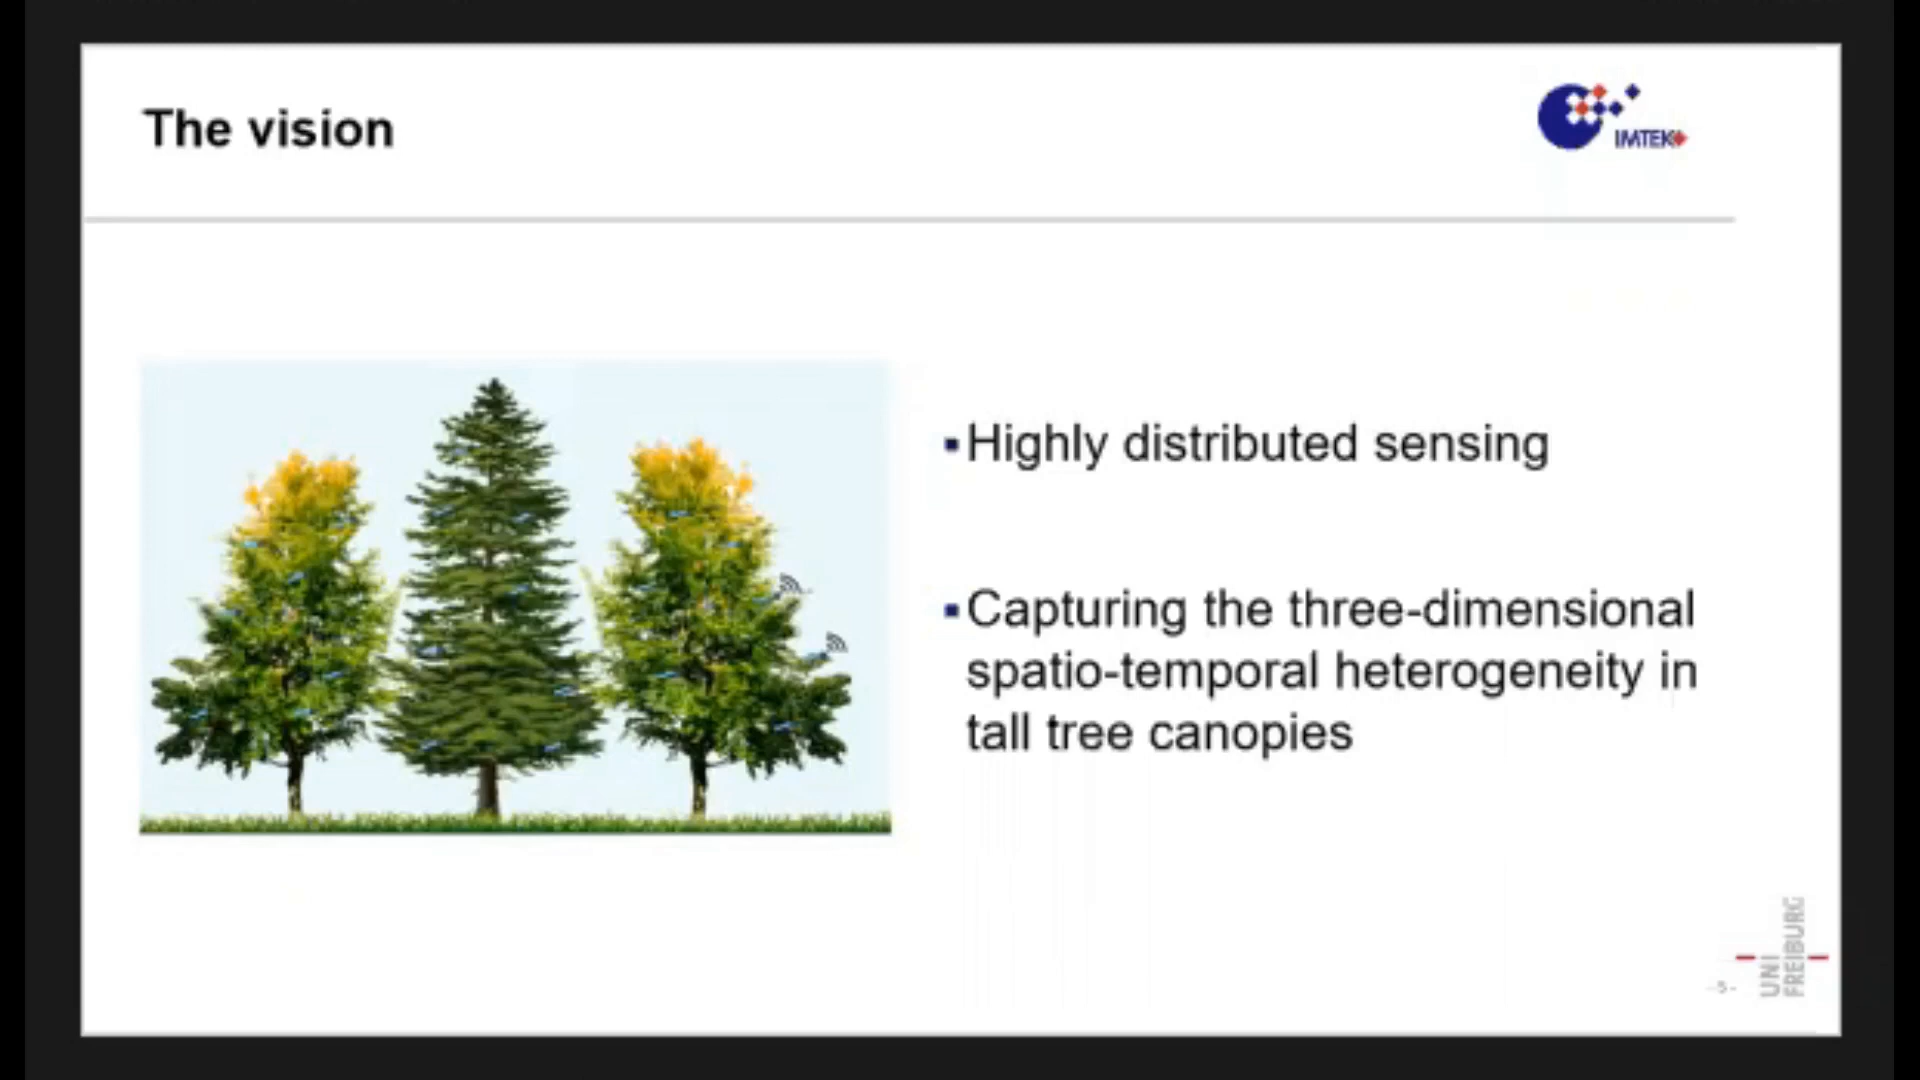 The vision
IMTEK
▪Highly distributed sensing
▪Capturing the three-dimensional
spatio-temporal heterogeneity in
tall tree canopies
- 5 -
UNI
FREIBURG